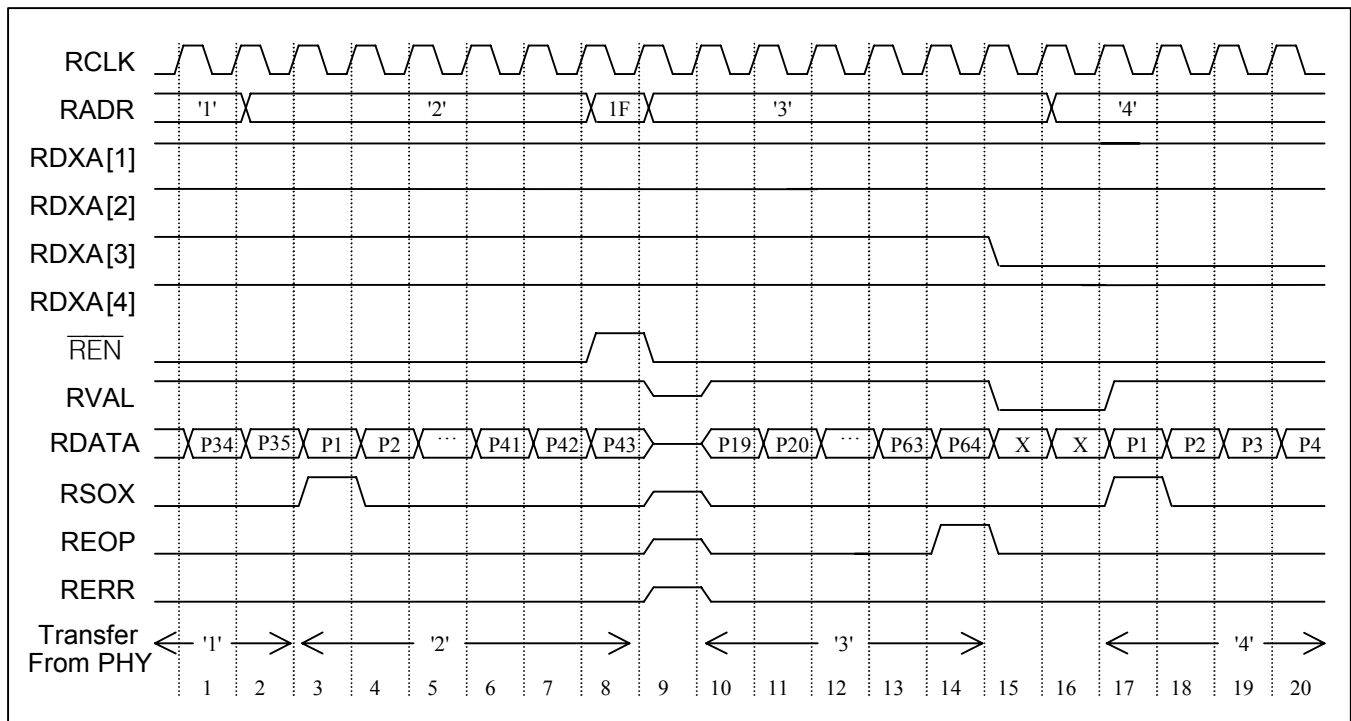 RCLK
RADR '1' '2' 1F '3' '4'
RDXA[1]
RDXA[2]
RDXA[3]
RDXA[4]
REN
RVAL
RDATA P34 P35 P1 P2 ... P41 P42 P43 P19 P20 ... P63 P64 X X P1 P2 P3 P4
RSOX
REOP
RERR
Transfer From PHY '1' '2' '3' '4'
1 2 3 4 5 6 7 8 9 10 11 12 13 14 15 16 17 18 19 20